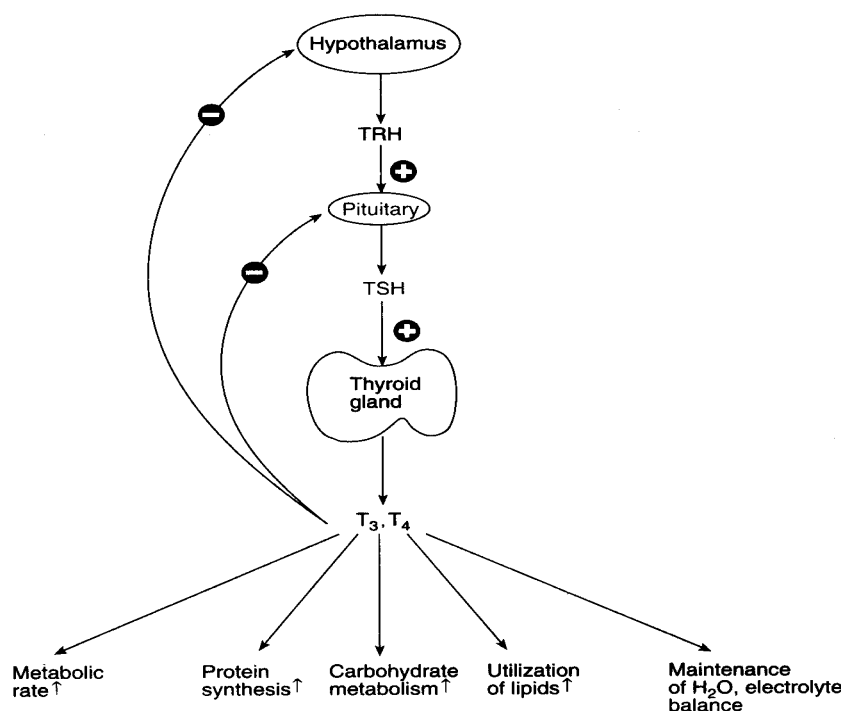 Hypothalamus
TRH
+
Pituitary
TSH
+
Thyroid
gland
−
−
T₃, T₄
Metabolic
rate↑
Protein
synthesis↑
Carbohydrate
metabolism↑
Utilization
of lipids↑
Maintenance
of H₂O, electrolyte
balance